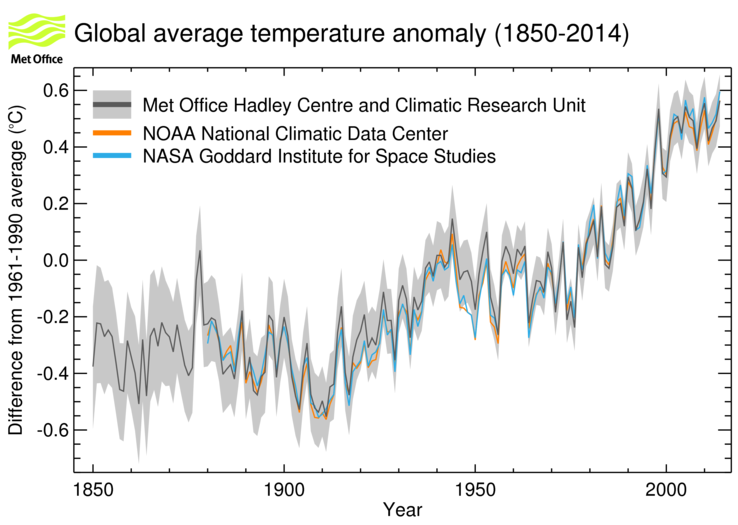 Met Office
Global average temperature anomaly (1850-2014)
Difference from 1961-1990 average (°C)
0.6
0.4
0.2
0.0
-0.2
-0.4
-0.6
Met Office Hadley Centre and Climatic Research Unit
NOAA National Climatic Data Center
NASA Goddard Institute for Space Studies
1850 1900 1950 2000
Year